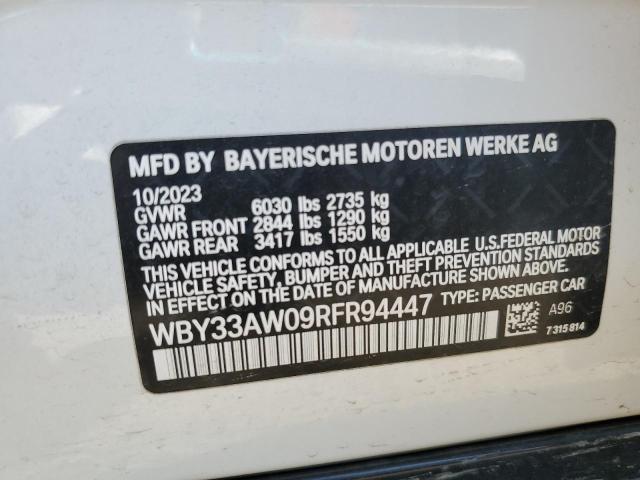 MFD BY BAYERISCHE MOTOREN WERKE AG
10/2023
GVWR 6030 lbs 2735 kg
GAWR FRONT 2844 lbs 1290 kg
GAWR REAR 3417 lbs 1550 kg
THIS VEHICLE CONFORMS TO ALL APPLICABLE U.S.FEDERAL MOTOR
VEHICLE SAFETY, BUMPER AND THEFT PREVENTION STANDARDS
IN EFFECT ON THE DATE OF MANUFACTURE SHOWN ABOVE.
WBY33AW09RFR94447 TYPE: PASSENGER CAR
A96
7315814